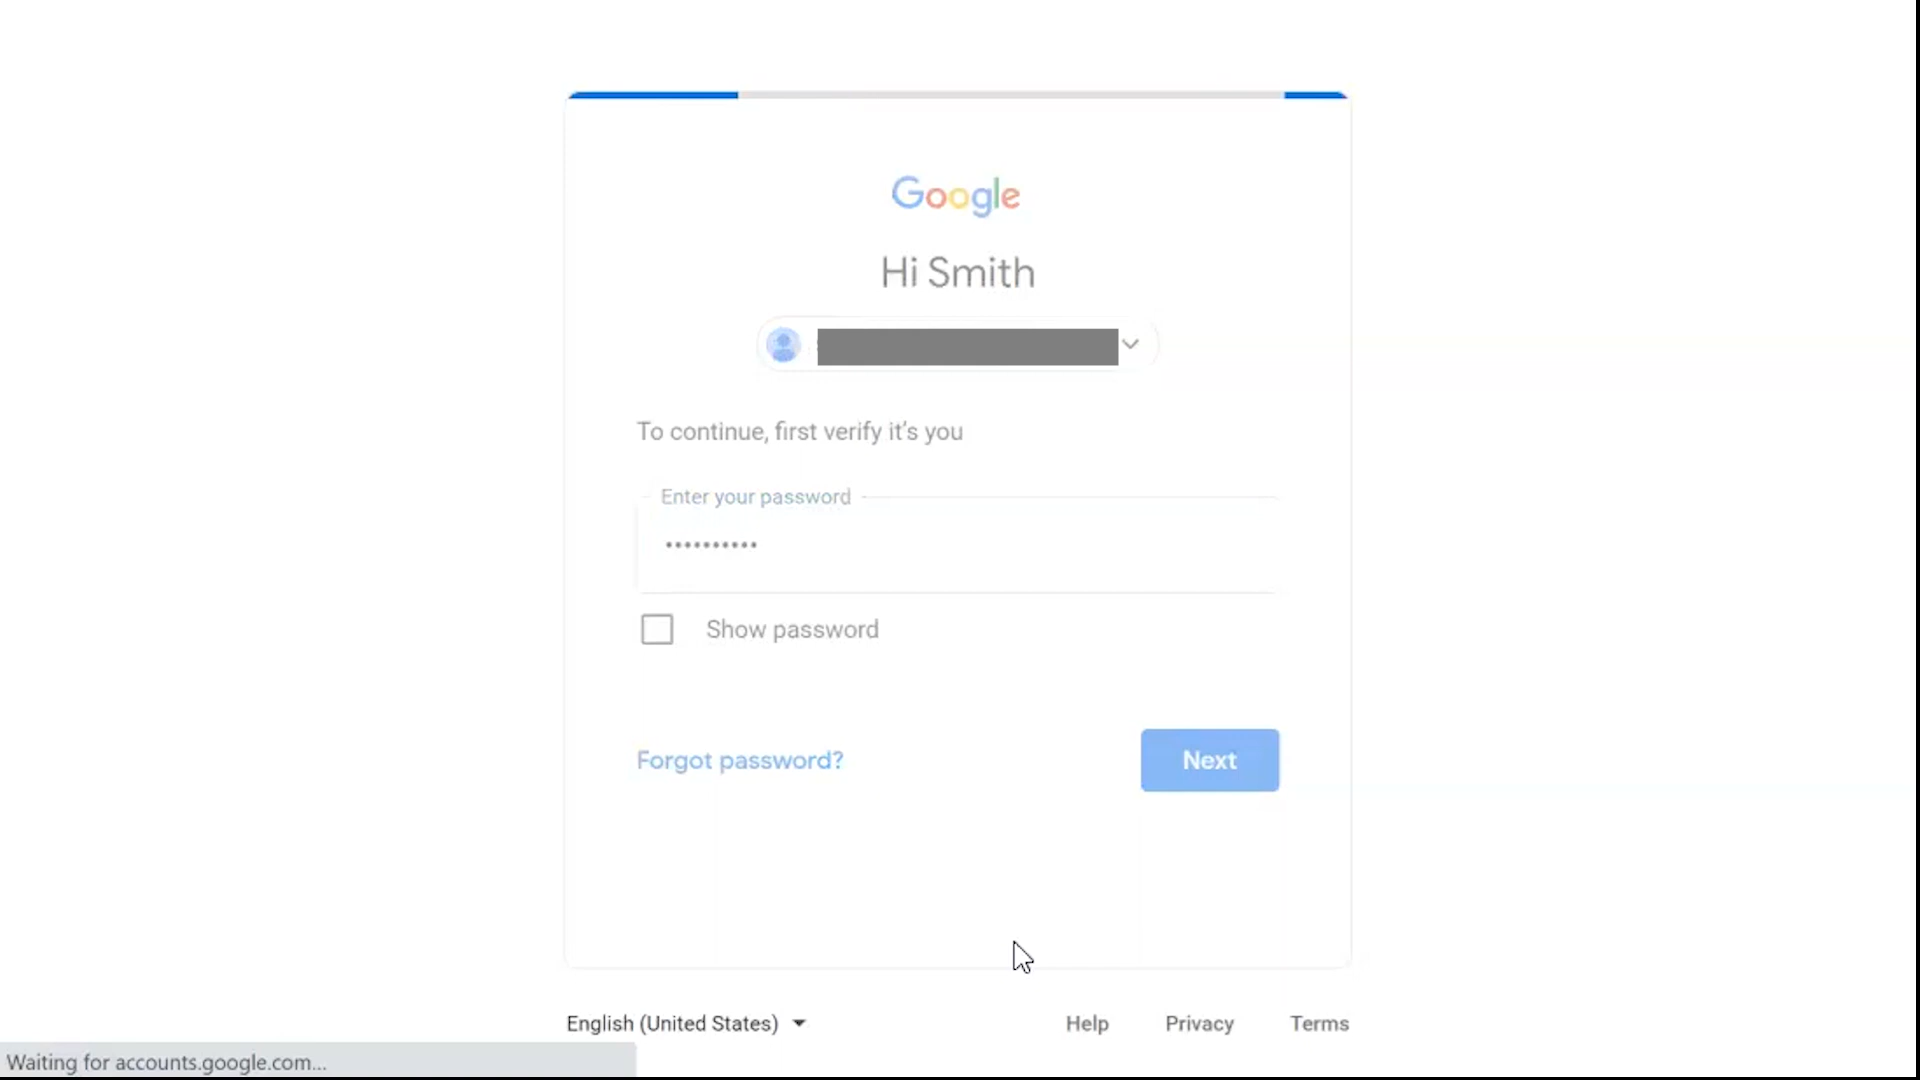 Google
Hi Smith
To continue, first verify it's you
Enter your password
••••••••••
Show password
Forgot password?
Next
English (United States)
Help
Privacy
Terms
Waiting for accounts.google.com...